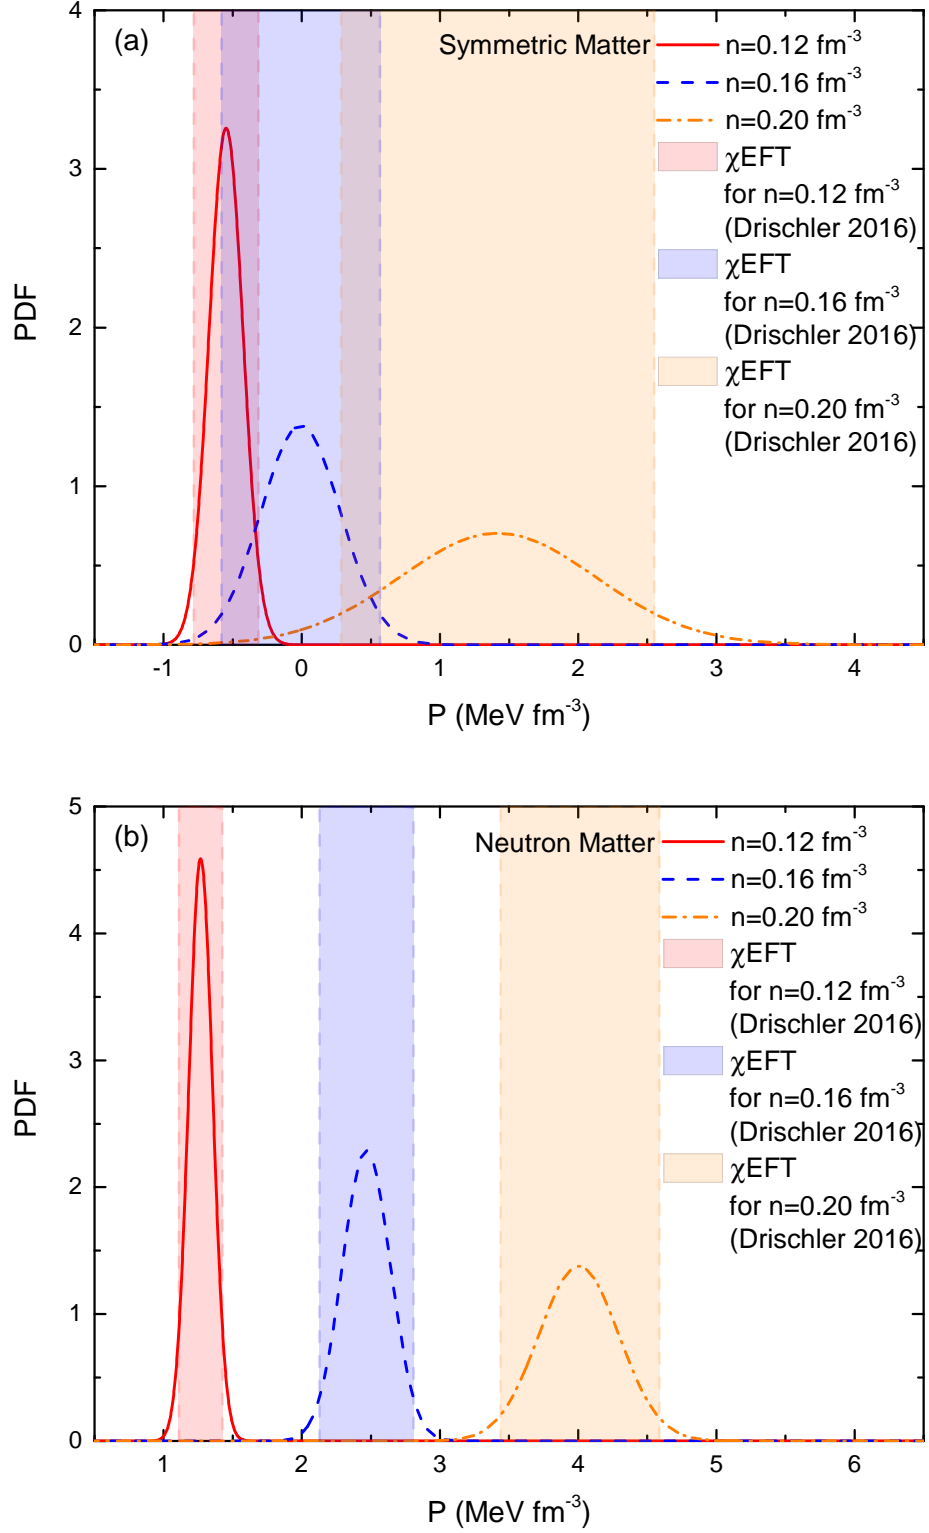 (a)
Symmetric Matter
n=0.12 fm⁻³
n=0.16 fm⁻³
n=0.20 fm⁻³
χEFT
for n=0.12 fm⁻³
(Drischler 2016)
χEFT
for n=0.16 fm⁻³
(Drischler 2016)
χEFT
for n=0.20 fm⁻³
(Drischler 2016)
4
3
2
1
0
PDF
-1 0 1 2 3 4
P (MeV fm⁻³)
(b)
Neutron Matter
n=0.12 fm⁻³
n=0.16 fm⁻³
n=0.20 fm⁻³
χEFT
for n=0.12 fm⁻³
(Drischler 2016)
χEFT
for n=0.16 fm⁻³
(Drischler 2016)
χEFT
for n=0.20 fm⁻³
(Drischler 2016)
5
4
3
2
1
0
PDF
1 2 3 4 5 6
P (MeV fm⁻³)